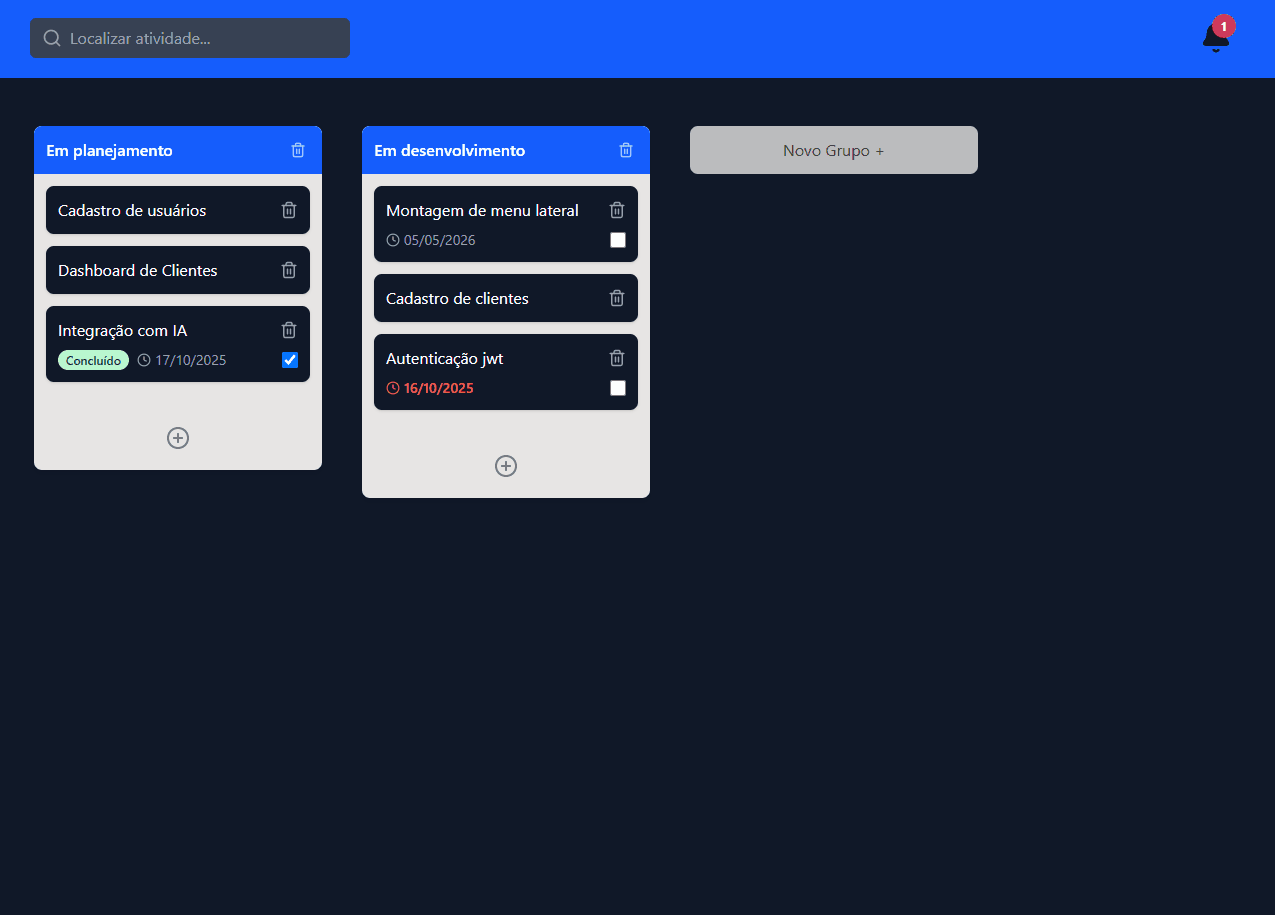 Localizar atividade...
1
Em planejamento
Cadastro de usuários
Dashboard de Clientes
Integração com IA
Concluído 17/10/2025
Em desenvolvimento
Montagem de menu lateral
05/05/2026
Cadastro de clientes
Autenticação jwt
16/10/2025
Novo Grupo +